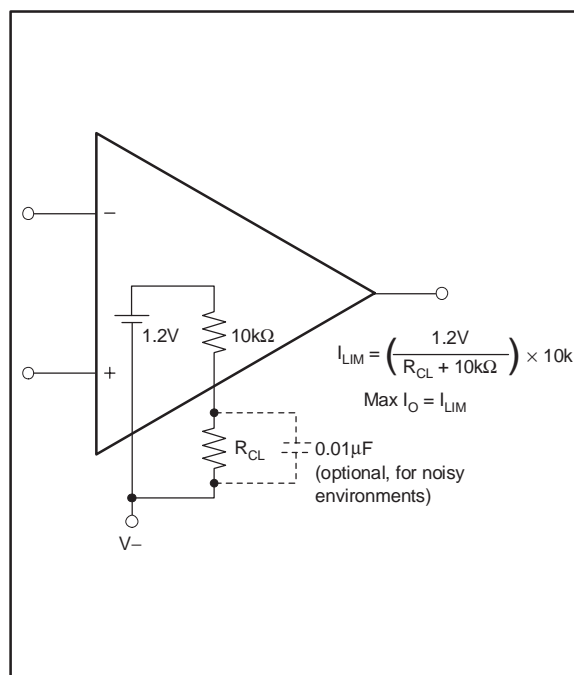 −
1.2V
10kΩ
I_LIM = ( 1.2V / R_CL + 10kΩ ) × 10k
+
Max I_O = I_LIM
R_CL
0.01μF
(optional, for noisy
environments)
V−